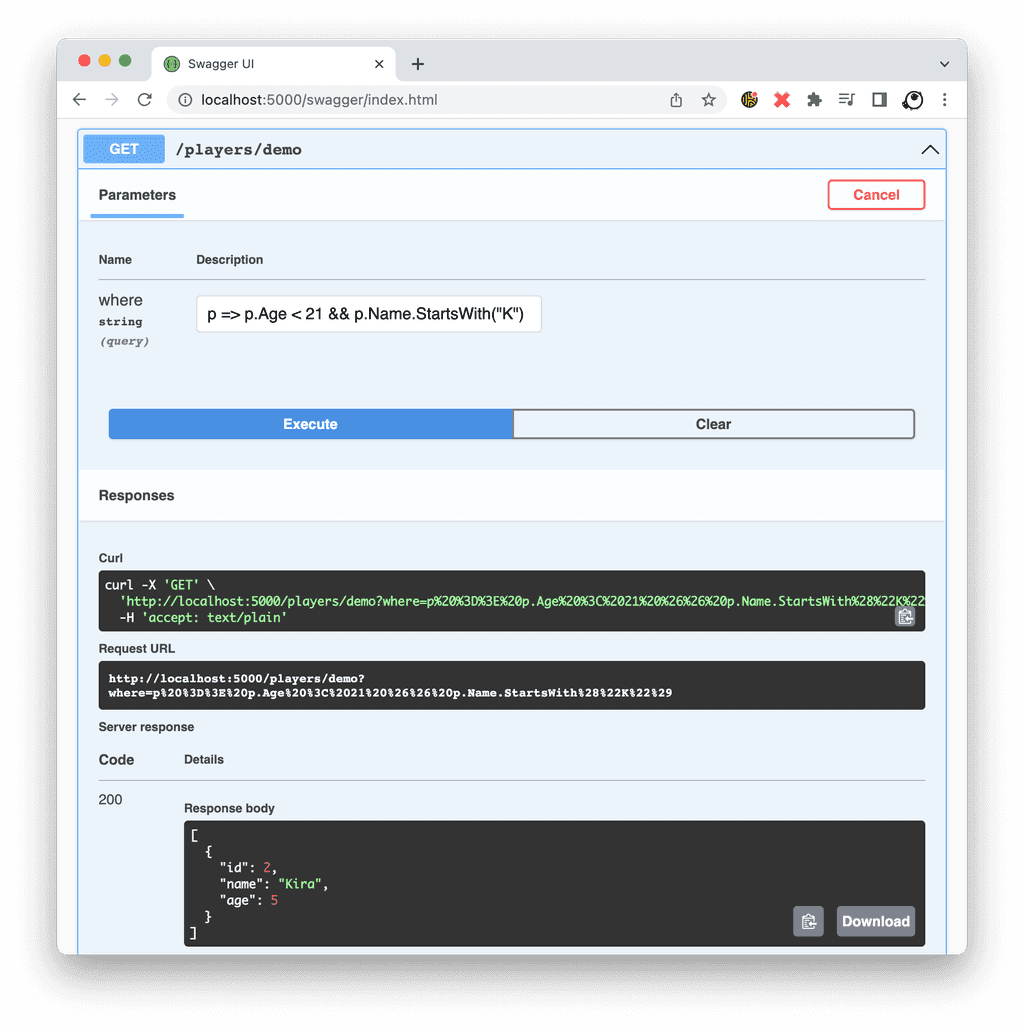 Swagger UI
localhost:5000/swagger/index.html
GET /players/demo
Parameters
Cancel
Name Description
where
string
(query)
p => p.Age < 21 && p.Name.StartsWith("K")
Execute
Clear
Responses
Curl
curl -X 'GET' \
'http://localhost:5000/players/demo?where=p%20%3D%3E%20p.Age%20%3C%2021%20%26%26%20p.Name.StartsWith%28%22K%22%
-H 'accept: text/plain'
Request URL
http://localhost:5000/players/demo?
where=p%20%3D%3E%20p.Age%20%3C%2021%20%26%26%20p.Name.StartsWith%28%22K%22%29
Server response
Code Details
200
Response body
[
{
"id": 2,
"name": "Kira",
"age": 5
}
]
Download